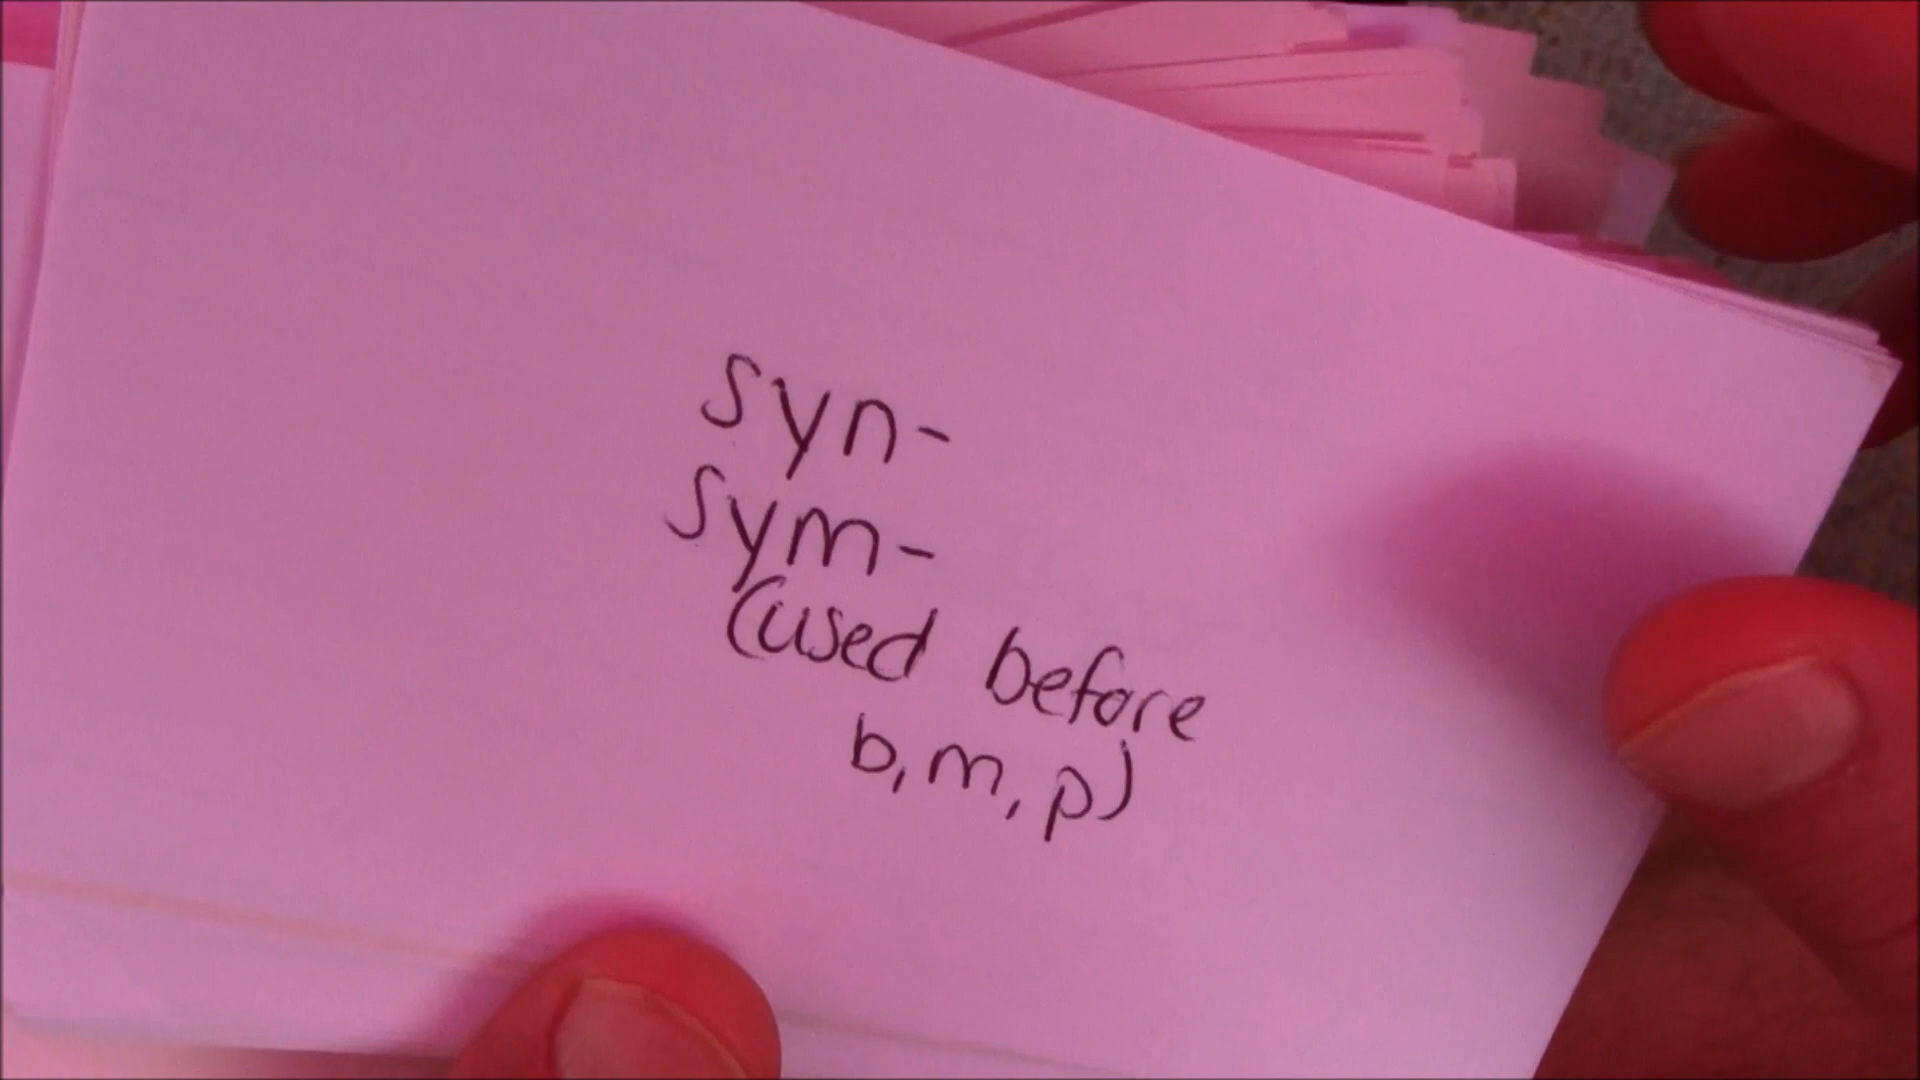 syn-
sym-
(used before
b, m, p)